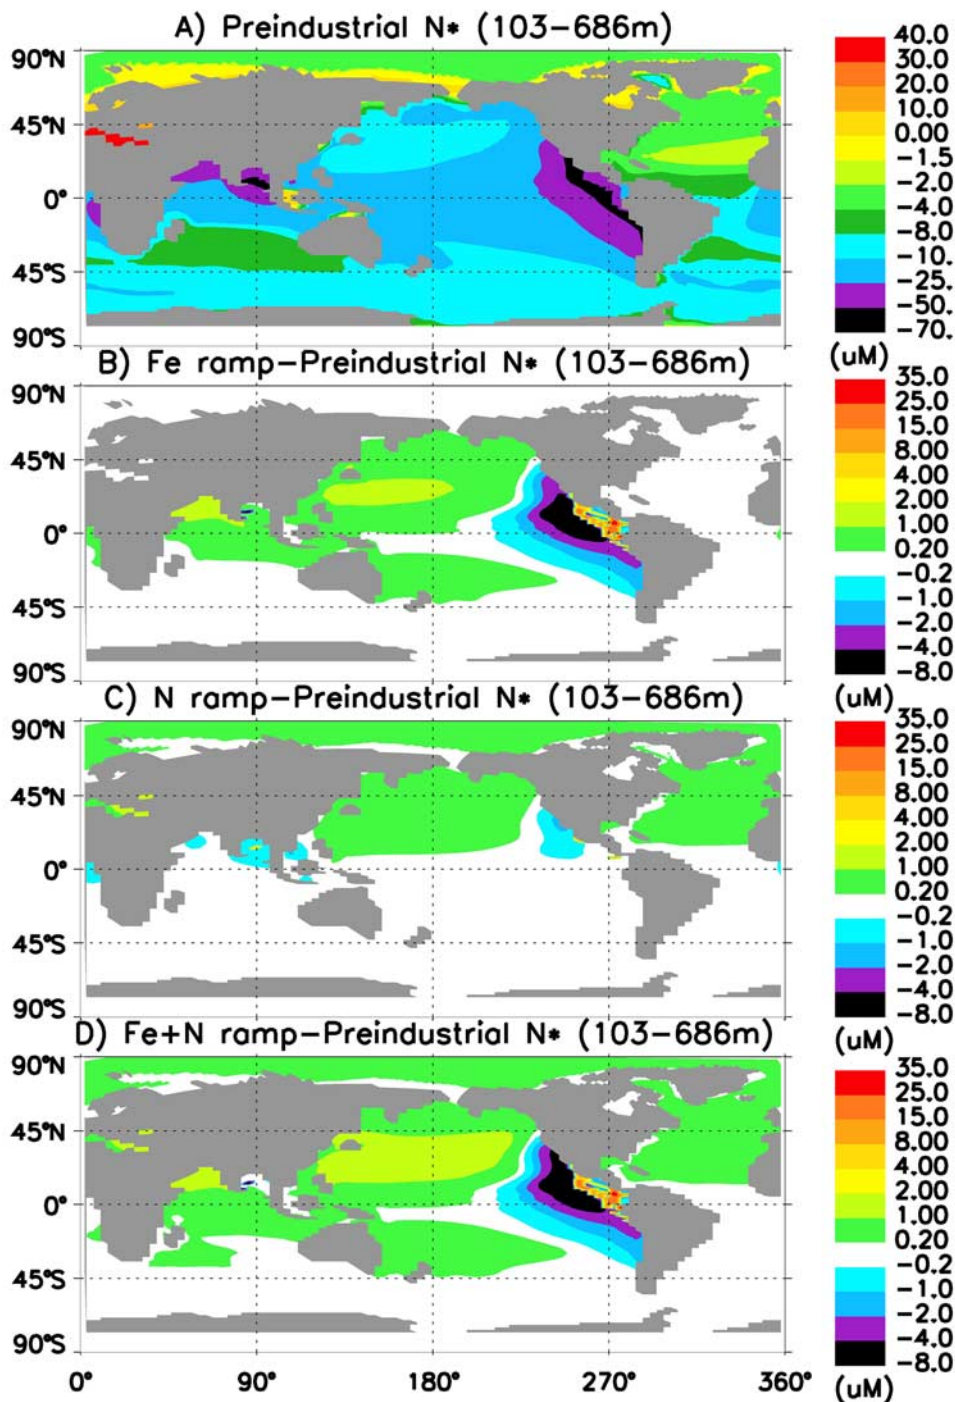 A) Preindustrial N* (103–686m)
90°N
45°N
0°
45°S
90°S
40.0
30.0
20.0
10.0
0.00
−1.5
−2.0
−4.0
−8.0
−10.
−25.
−50.
−70.
(uM)
B) Fe ramp–Preindustrial N* (103–686m)
90°N
45°N
0°
45°S
90°S
35.0
25.0
15.0
8.00
4.00
2.00
1.00
0.20
−0.2
−1.0
−2.0
−4.0
−8.0
(uM)
C) N ramp–Preindustrial N* (103–686m)
90°N
45°N
0°
45°S
90°S
35.0
25.0
15.0
8.00
4.00
2.00
1.00
0.20
−0.2
−1.0
−2.0
−4.0
−8.0
(uM)
D) Fe+N ramp–Preindustrial N* (103–686m)
90°N
45°N
0°
45°S
90°S
0° 90° 180° 270° 360°
35.0
25.0
15.0
8.00
4.00
2.00
1.00
0.20
−0.2
−1.0
−2.0
−4.0
−8.0
(uM)